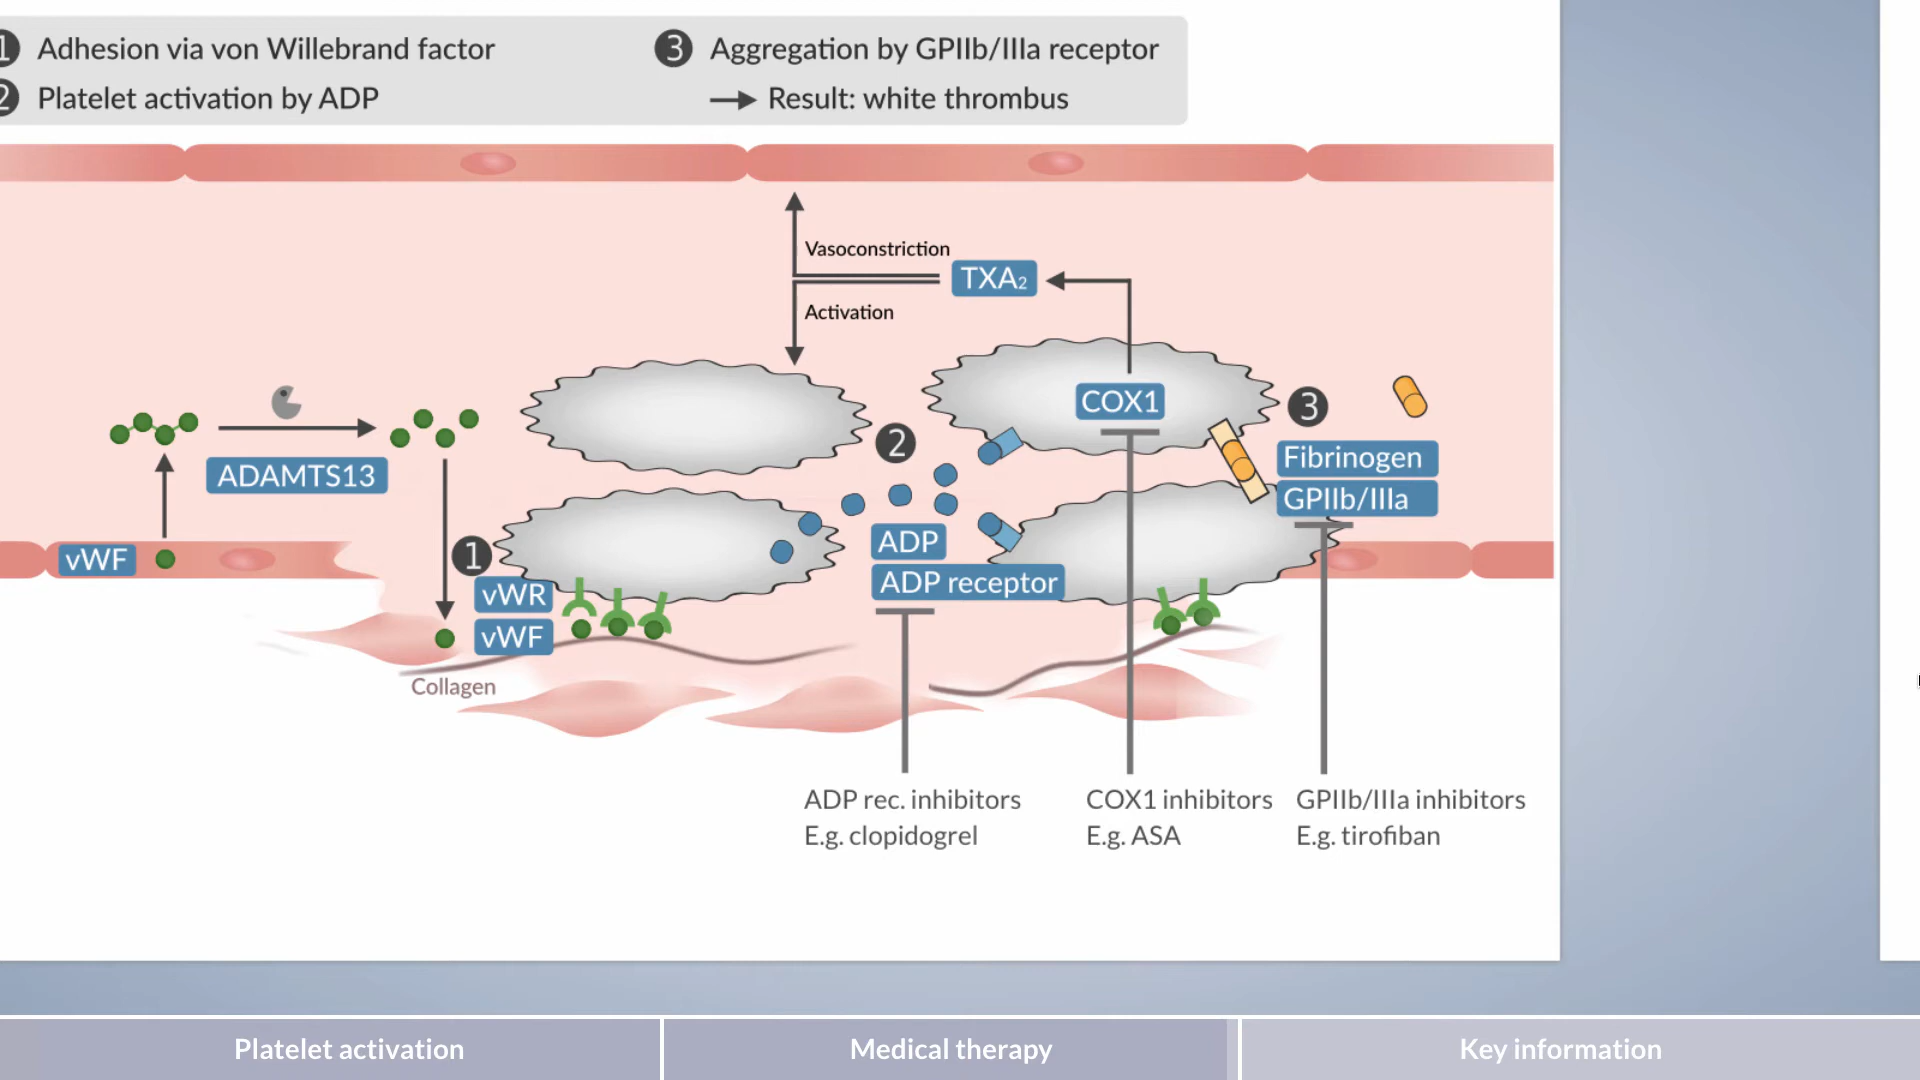 1 Adhesion via von Willebrand factor
2 Platelet activation by ADP
3 Aggregation by GPIIb/IIIa receptor
Result: white thrombus
Vasoconstriction
TXA₂
Activation
COX1
2
3
Fibrinogen
GPIIb/IIIa
ADAMTS13
vWF
1
vWR
vWF
ADP
ADP receptor
Collagen
ADP rec. inhibitors
E.g. clopidogrel
COX1 inhibitors
E.g. ASA
GPIIb/IIIa inhibitors
E.g. tirofiban
Platelet activation
Medical therapy
Key information